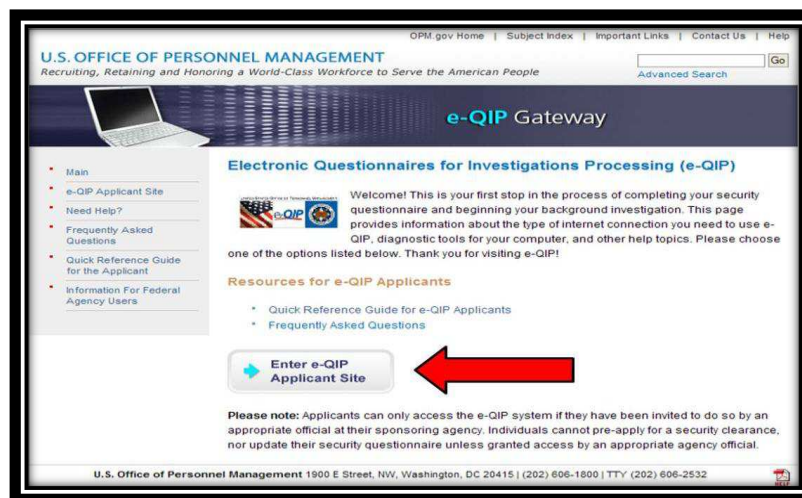 OPM.gov Home | Subject Index | Important Links | Contact Us | Help
U.S. OFFICE OF PERSONNEL MANAGEMENT
Recruiting, Retaining and Honoring a World-Class Workforce to Serve the American People
Go
Advanced Search
e-QIP Gateway
Main
e-QIP Applicant Site
Need Help?
Frequently Asked
Questions
Quick Reference Guide
for the Applicant
Information For Federal
Agency Users
Electronic Questionnaires for Investigations Processing (e-QIP)
e-QIP
Welcome! This is your first stop in the process of completing your security
questionnaire and beginning your background investigation. This page
provides information about the type of internet connection you need to use e-
QIP, diagnostic tools for your computer, and other help topics. Please choose
one of the options listed below. Thank you for visiting e-QIP!
Resources for e-QIP Applicants
Quick Reference Guide for e-QIP Applicants
Frequently Asked Questions
Enter e-QIP
Applicant Site
Please note: Applicants can only access the e-QIP system if they have been invited to do so by an
appropriate official at their sponsoring agency. Individuals cannot pre-apply for a security clearance,
nor update their security questionnaire unless granted access by an appropriate agency official.
U.S. Office of Personnel Management 1900 E Street, NW, Washington, DC 20415 | (202) 606-1800 | TTY (202) 606-2532
HELP